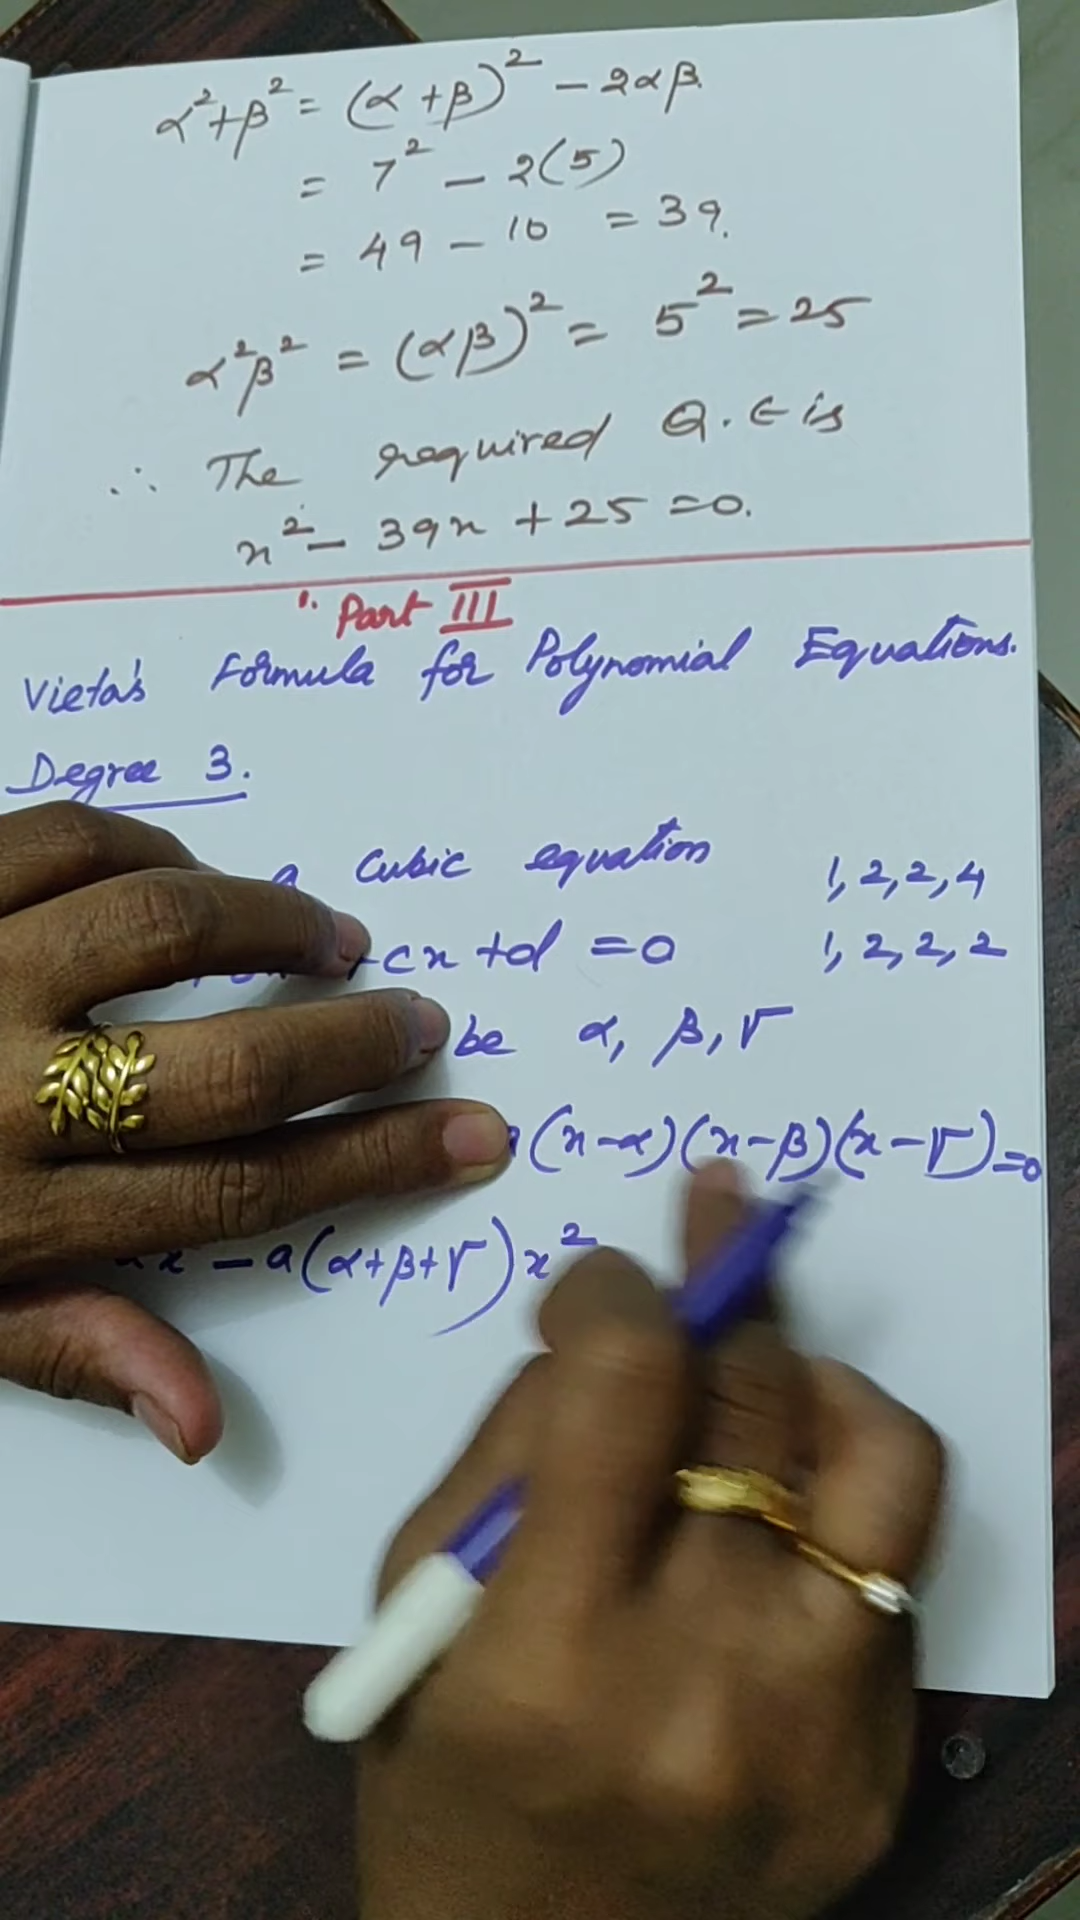 α²+β² = (α+β)² – 2αβ.
= 7² – 2(5)
= 49 – 10 = 39.
α²β² = (αβ)² = 5² = 25
∴ The required Q.E is
x² – 39x + 25 = 0.
Part III
Vieta's Formula for Polynomial Equations.
Degree 3.
a Cubic equation 1, 2, 2, 4
+cx +d = 0 1, 2, 2, 2
be α, β, γ
a(x–α)(x–β)(x–γ)=0
– a(α+β+γ)x²